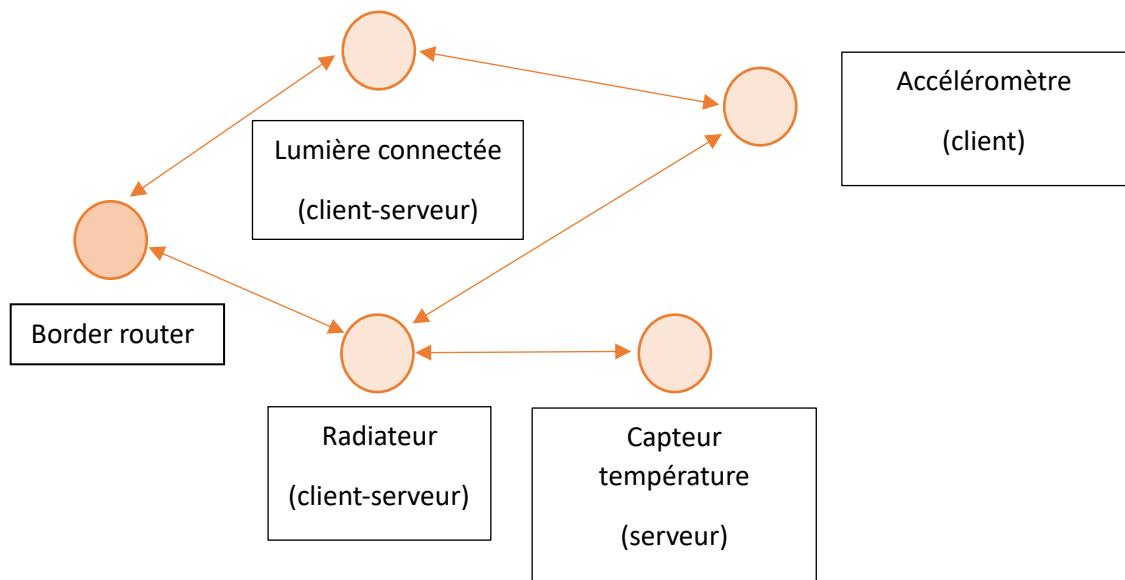 Accéléromètre
(client)
Lumière connectée
(client-serveur)
Border router
Radiateur
(client-serveur)
Capteur
température
(serveur)